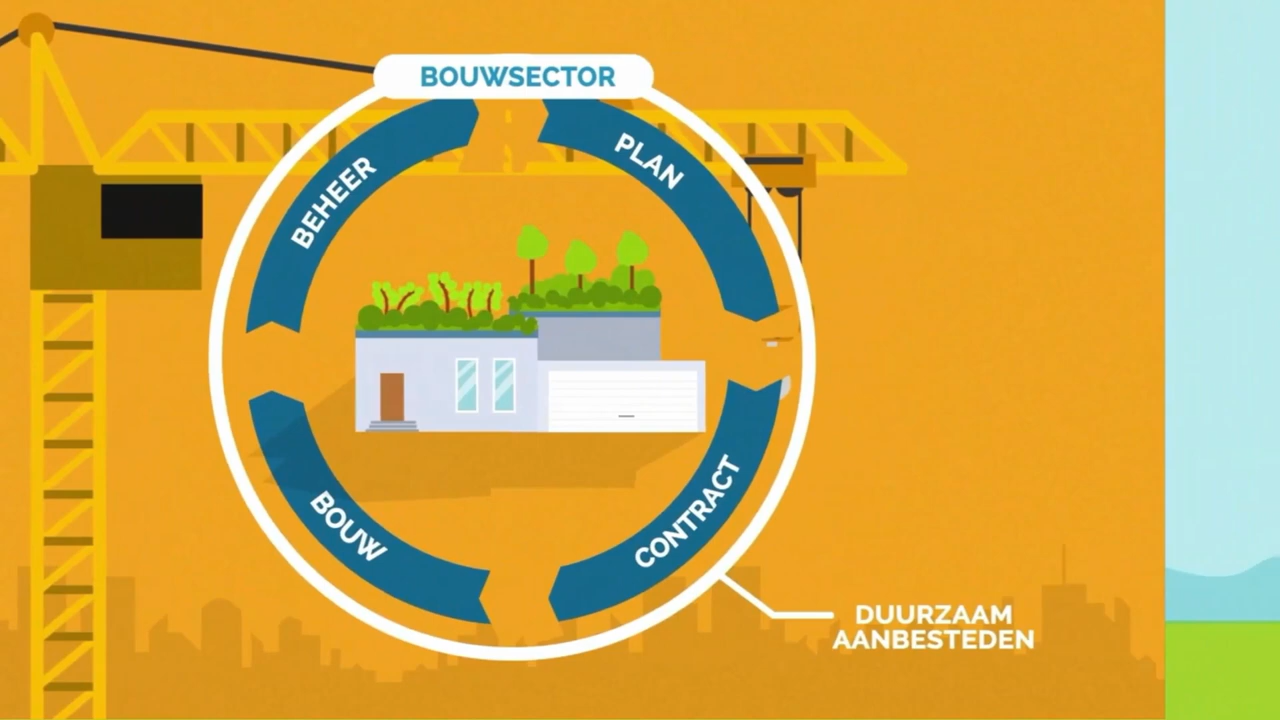 BOUWSECTOR
PLAN
BEHEER
CONTRACT
BOUW
DUURZAAM
AANBESTEDEN